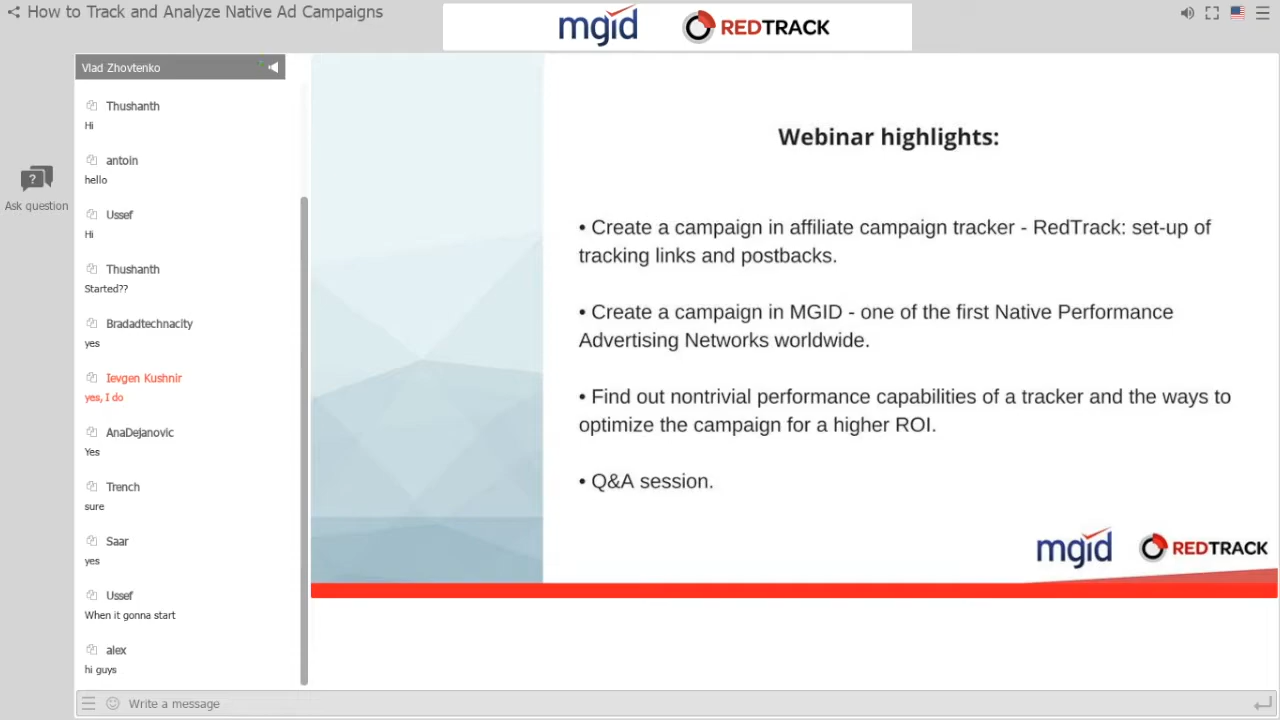 How to Track and Analyze Native Ad Campaigns
mgid REDTRACK
Vlad Zhovtenko
Thushanth
Hi
antoin
hello
Ussef
Hi
Thushanth
Started??
Bradadtechnacity
yes
Ievgen Kushnir
yes, I do
AnaDejanovic
Yes
Trench
sure
Saar
yes
Ussef
When it gonna start
alex
hi guys
Write a message
?
Ask question
Webinar highlights:
• Create a campaign in affiliate campaign tracker - RedTrack: set-up of
tracking links and postbacks.
• Create a campaign in MGID - one of the first Native Performance
Advertising Networks worldwide.
• Find out nontrivial performance capabilities of a tracker and the ways to
optimize the campaign for a higher ROI.
• Q&A session.
mgid REDTRACK